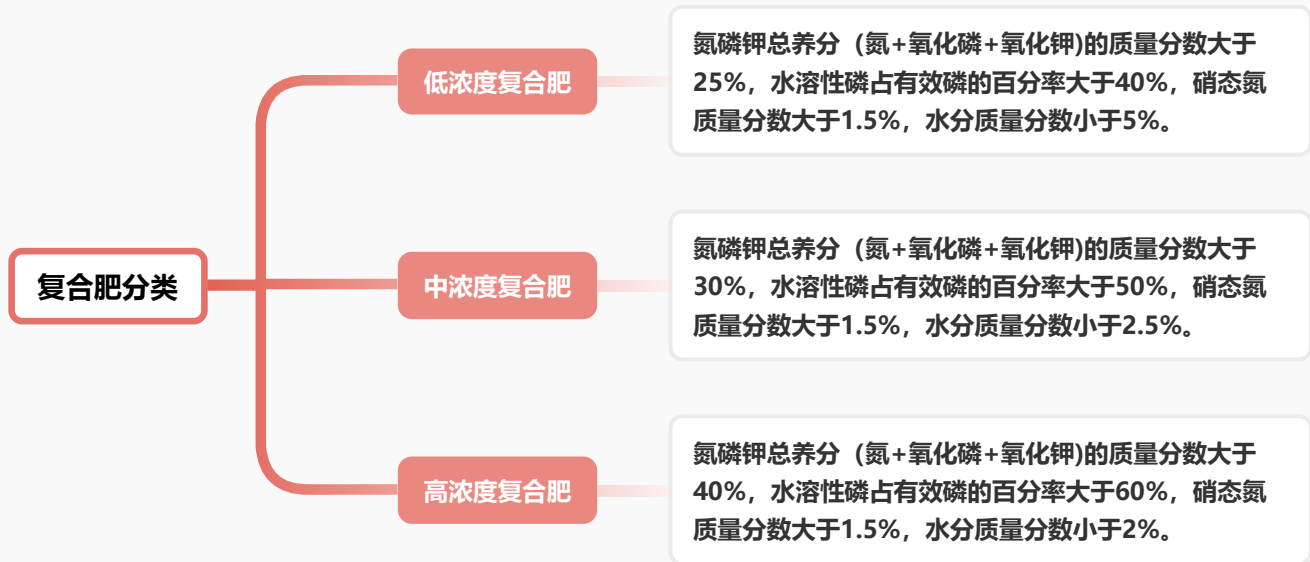 复合肥分类
低浓度复合肥
氮磷钾总养分（氮+氧化磷+氧化钾)的质量分数大于
25%，水溶性磷占有效磷的百分率大于40%，硝态氮
质量分数大于1.5%，水分质量分数小于5%。
中浓度复合肥
氮磷钾总养分（氮+氧化磷+氧化钾)的质量分数大于
30%，水溶性磷占有效磷的百分率大于50%，硝态氮
质量分数大于1.5%，水分质量分数小于2.5%。
高浓度复合肥
氮磷钾总养分（氮+氧化磷+氧化钾)的质量分数大于
40%，水溶性磷占有效磷的百分率大于60%，硝态氮
质量分数大于1.5%，水分质量分数小于2%。